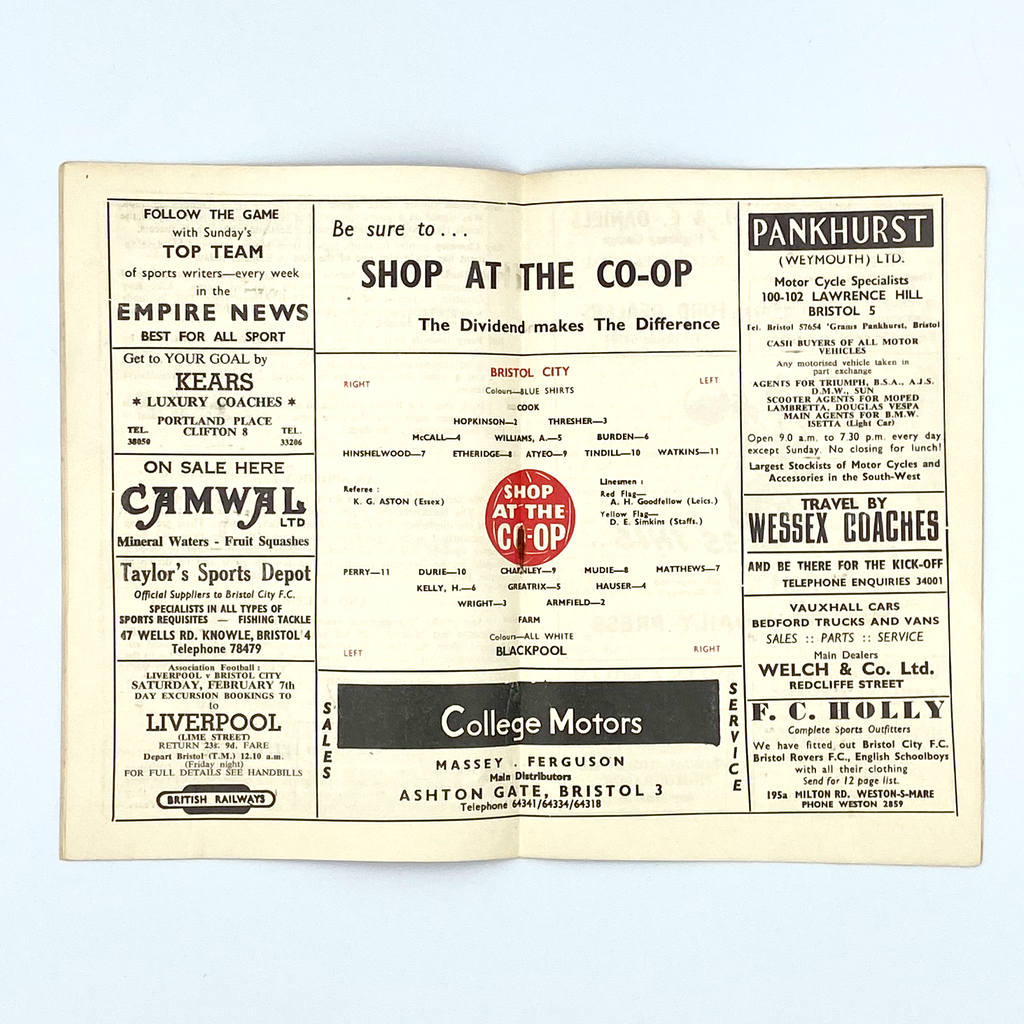 FOLLOW THE GAME
with Sunday's
TOP TEAM
of sports writers—every week
in the
EMPIRE NEWS
BEST FOR ALL SPORT
Get to YOUR GOAL by
KEARS
* LUXURY COACHES *
PORTLAND PLACE
TEL. CLIFTON 8 TEL.
38050 33206
ON SALE HERE
CAMWAL
LTD
Mineral Waters - Fruit Squashes
Taylor's Sports Depot
Official Suppliers to Bristol City F.C.
SPECIALISTS IN ALL TYPES OF
SPORTS REQUISITES — FISHING TACKLE
47 WELLS RD. KNOWLE, BRISTOL 4
Telephone 78479
Association Football :
LIVERPOOL v BRISTOL CITY
SATURDAY, FEBRUARY 7th
DAY EXCURSION BOOKINGS TO
to
LIVERPOOL
(LIME STREET)
RETURN 23s. 9d. FARE
Depart Bristol (T.M.) 12.10 a.m.
(Friday night)
FOR FULL DETAILS SEE HANDBILLS
BRITISH RAILWAYS
Be sure to . . .
SHOP AT THE CO-OP
The Dividend makes The Difference
BRISTOL CITY
RIGHT LEFT
Colours—BLUE SHIRTS
COOK
HOPKINSON—2 THRESHER—3
McCALL—4 WILLIAMS, A.—5 BURDEN—6
HINSHELWOOD—7 ETHERIDGE—8 ATYEO—9 TINDILL—10 WATKINS—11
Referee :
K. G. ASTON (Essex)
SHOP
AT THE
CO-OP
Linesmen :
Red Flag—
A. H. Goodfellow (Leics.)
Yellow Flag—
D. E. Simkins (Staffs.)
PERRY—11 DURIE—10 CHARNLEY—9 MUDIE—8 MATTHEWS—7
KELLY, H.—6 GREATRIX—5 HAUSER—4
WRIGHT—3 ARMFIELD—2
FARM
Colours—ALL WHITE
LEFT BLACKPOOL RIGHT
SALES
College Motors
SERVICE
MASSEY . FERGUSON
Main Distributors
ASHTON GATE, BRISTOL 3
Telephone 64341/64334/64318
PANKHURST
(WEYMOUTH) LTD.
Motor Cycle Specialists
100-102 LAWRENCE HILL
BRISTOL 5
Tel. Bristol 57654 'Grams Pankhurst, Bristol
CASH BUYERS OF ALL MOTOR
VEHICLES
Any motorised vehicle taken in
part exchange
AGENTS FOR TRIUMPH, B.S.A., A.J.S.
D.M.W., SUN
SCOOTER AGENTS FOR MOPED
LAMBRETTA, DOUGLAS VESPA
MAIN AGENTS FOR B.M.W.
ISETTA (Light Car)
Open 9.0 a.m. to 7.30 p.m. every day
except Sunday. No closing for lunch!
Largest Stockists of Motor Cycles and
Accessories in the South-West
TRAVEL BY
WESSEX COACHES
AND BE THERE FOR THE KICK-OFF
TELEPHONE ENQUIRIES 34001
VAUXHALL CARS
BEDFORD TRUCKS AND VANS
SALES :: PARTS :: SERVICE
Main Dealers
WELCH & Co. Ltd.
REDCLIFFE STREET
F. C. HOLLY
Complete Sports Outfitters
We have fitted out Bristol City F.C.
Bristol Rovers F.C., English Schoolboys
with all their clothing
Send for 12 page list.
195a MILTON RD. WESTON-S-MARE
PHONE WESTON 2859